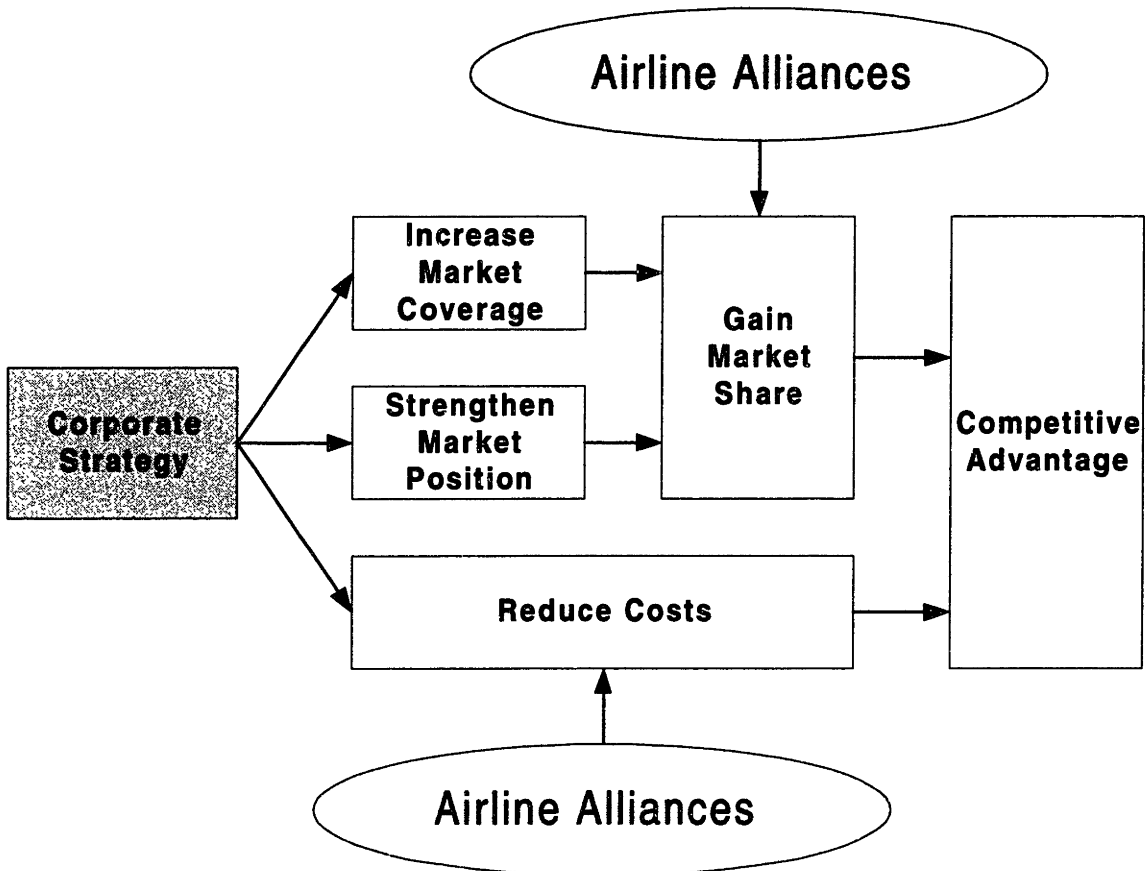 Airline Alliances
Increase
Market
Coverage
Gain
Market
Share
Corporate
Strategy
Strengthen
Market
Position
Competitive
Advantage
Reduce Costs
Airline Alliances